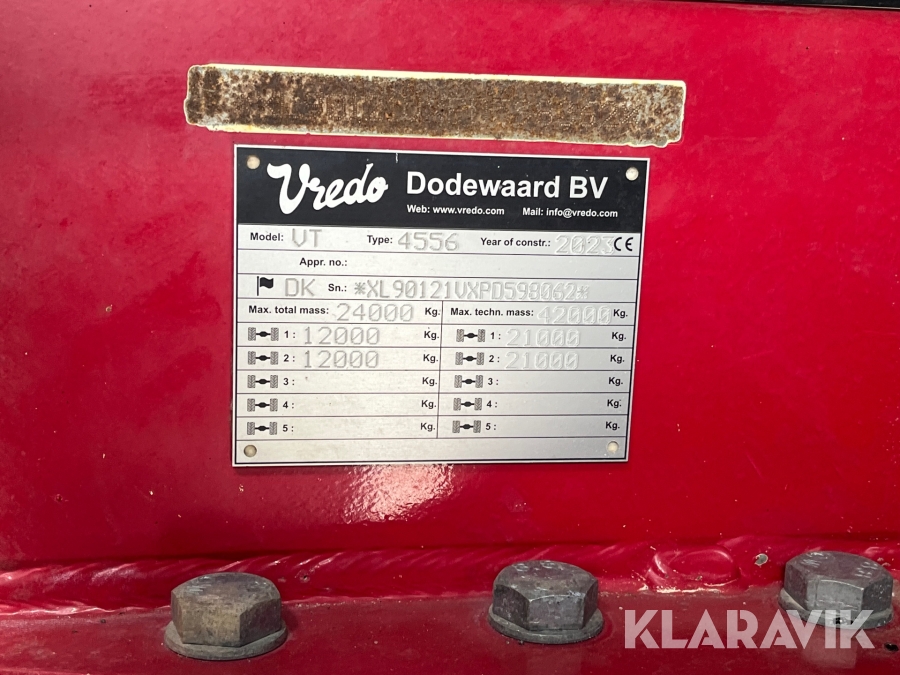 Vredo Dodewaard BV
Web: www.vredo.com Mail: info@vredo.com
Model: VT Type: 4556 Year of constr.: 2023 CE
Appr. no.:
DK Sn.: *XL90121VXPD598062*
Max. total mass: 24000 Kg. Max. techn. mass: 42000 Kg.
1 : 12000 Kg. 1 : 21000 Kg.
2 : 12000 Kg. 2 : 21000 Kg.
3 : Kg. 3 : Kg.
4 : Kg. 4 : Kg.
5 : Kg. 5 : Kg.
KLARAVIK